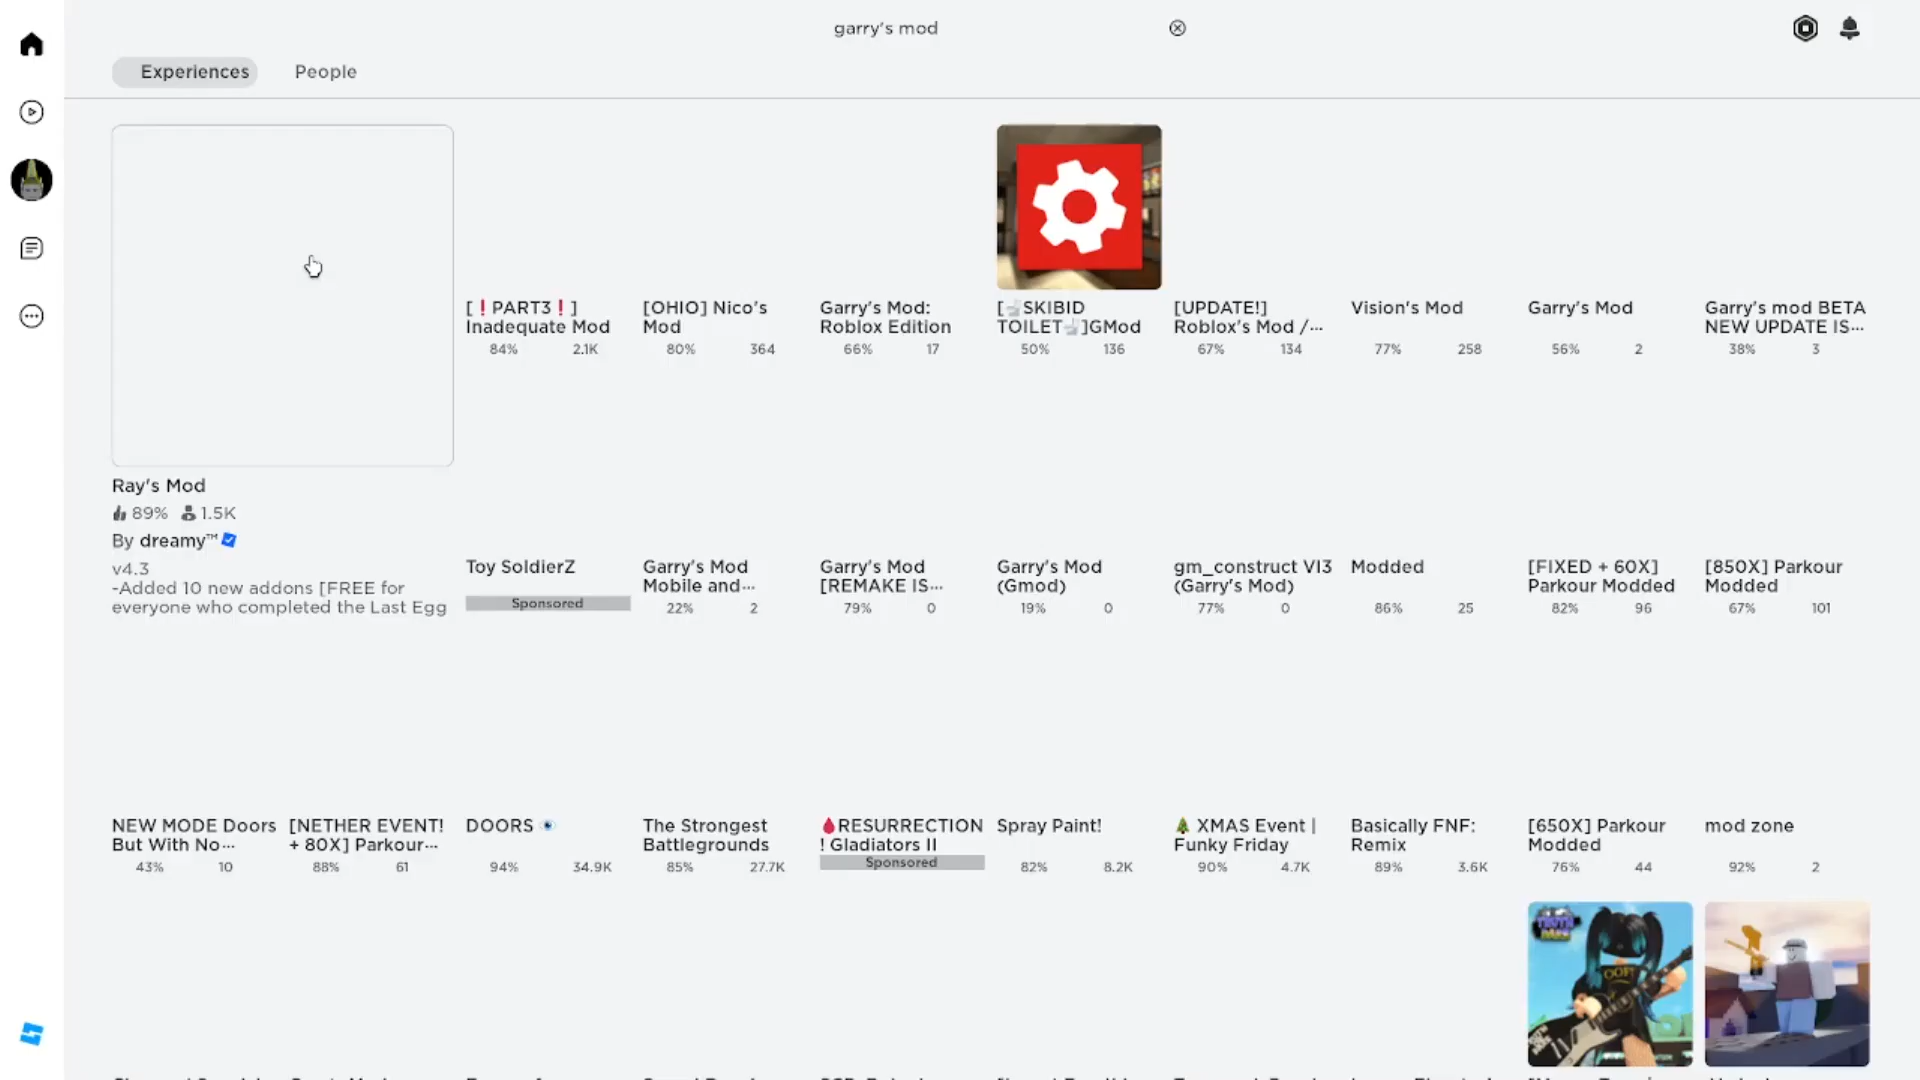 garry's mod
Experiences
People
[❗PART3❗]
Inadequate Mod
84% 2.1K
[OHIO] Nico's
Mod
80% 364
Garry's Mod:
Roblox Edition
66% 17
[🚽SKIBID
TOILET🚽]GMod
50% 136
[UPDATE!]
Roblox's Mod /...
67% 134
Vision's Mod
77% 258
Garry's Mod
56% 2
Garry's mod BETA
NEW UPDATE IS...
38% 3
Ray's Mod
89% 1.5K
By dreamy™
v4.3
-Added 10 new addons [FREE for
everyone who completed the Last Egg
Toy SoldierZ
Sponsored
Garry's Mod
Mobile and...
22% 2
Garry's Mod
[REMAKE IS...
79% 0
Garry's Mod
(Gmod)
19% 0
gm_construct V13
(Garry's Mod)
77% 0
Modded
86% 25
[FIXED + 60X]
Parkour Modded
82% 96
[850X] Parkour
Modded
67% 101
NEW MODE Doors
But With No...
43% 10
[NETHER EVENT!
+ 80X] Parkour...
88% 61
DOORS 👁️
94% 34.9K
The Strongest
Battlegrounds
85% 27.7K
🩸RESURRECTION
! Gladiators II
Sponsored
Spray Paint!
82% 8.2K
🎄 XMAS Event |
Funky Friday
90% 4.7K
Basically FNF:
Remix
89% 3.6K
[650X] Parkour
Modded
76% 44
mod zone
92% 2